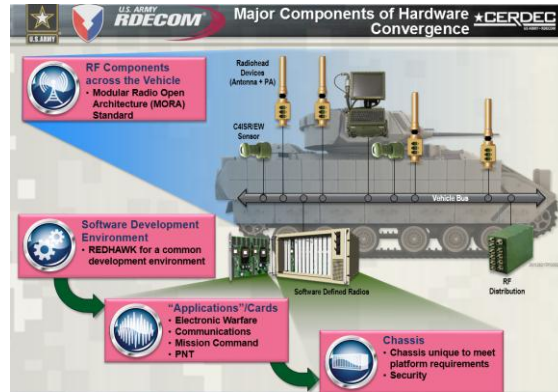 U.S. ARMY
U.S. ARMY
RDECOM®
Major Components of Hardware
Convergence
CERDEC
RF Components
across the Vehicle
• Modular Radio Open
Architecture (MORA)
Standard
Radiohead
Devices
(Antenna + PA)
C4ISR/EW
Sensor
Vehicle Bus
Software Development
Environment
• REDHAWK for a common
development environment
Software Defined Radios
RF
Distribution
"Applications"/Cards
• Electronic Warfare
• Communications
• Mission Command
• PNT
Chassis
• Chassis unique to meet
platform requirements
• Security